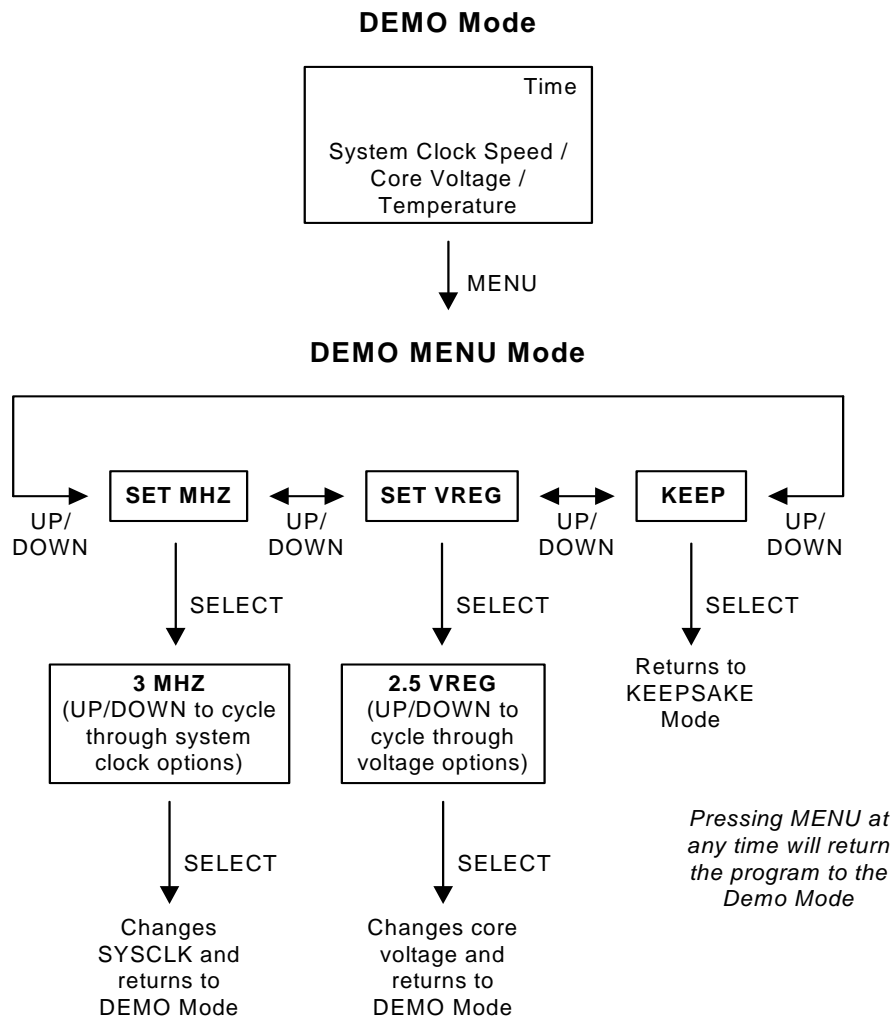 DEMO Mode
Time
System Clock Speed /
Core Voltage /
Temperature
MENU
DEMO MENU Mode
SET MHZ
SET VREG
KEEP
UP/
DOWN
UP/
DOWN
UP/
DOWN
UP/
DOWN
SELECT
SELECT
SELECT
3 MHZ
(UP/DOWN to cycle
through system
clock options)
2.5 VREG
(UP/DOWN to
cycle through
voltage options)
Returns to
KEEPSAKE
Mode
SELECT
SELECT
Pressing MENU at
any time will return
the program to the
Demo Mode
Changes
SYSCLK and
returns to
DEMO Mode
Changes core
voltage and
returns to
DEMO Mode